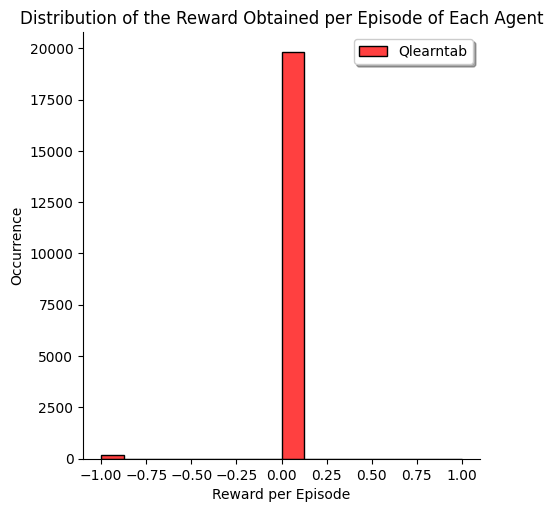 Distribution of the Reward Obtained per Episode of Each Agent
Qlearntab
20000
17500
15000
12500
10000
7500
5000
2500
0
Occurrence
−1.00 −0.75 −0.50 −0.25 0.00 0.25 0.50 0.75 1.00
Reward per Episode